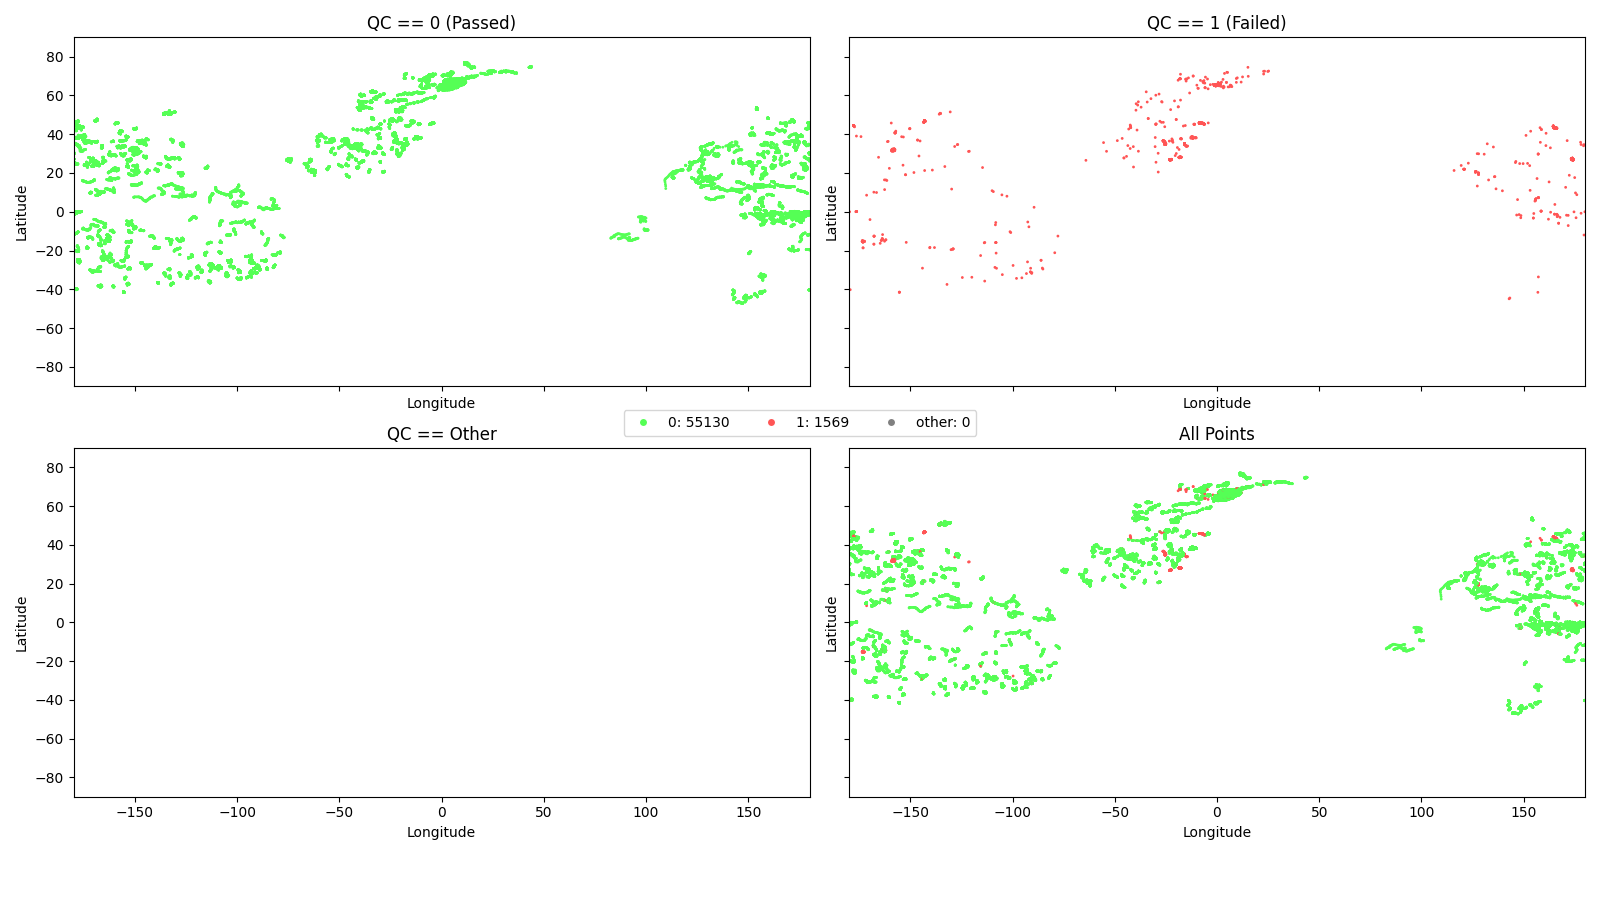 QC == 0 (Passed)
QC == 1 (Failed)
80
60
40
20
0
−20
−40
−60
−80
Latitude
Latitude
Longitude
Longitude
0: 55130
1: 1569
other: 0
QC == Other
All Points
80
60
40
20
0
−20
−40
−60
−80
Latitude
Latitude
−150
−100
−50
0
50
100
150
−150
−100
−50
0
50
100
150
Longitude
Longitude